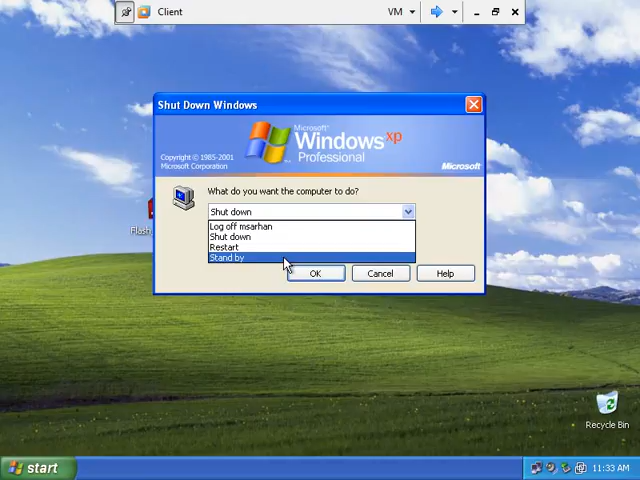 Client
VM
Shut Down Windows
Microsoft
Windows xp
Professional
Copyright © 1985-2001
Microsoft Corporation
Microsoft
What do you want the computer to do?
Shut down
Log off msarhan
Shut down
Restart
Stand by
OK
Cancel
Help
Flash
Recycle Bin
start
11:33 AM